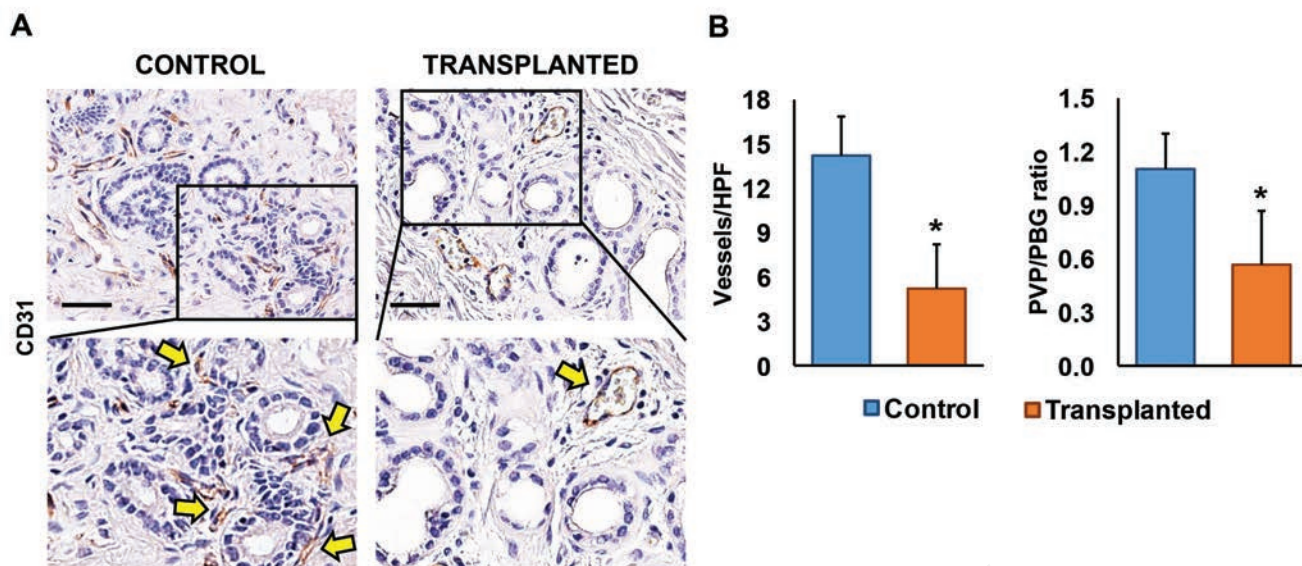 A
CONTROL
TRANSPLANTED
CD31
B
Vessels/HPF
18
15
12
9
6
3
0
*
PVP/PBG ratio
1.5
1.2
0.9
0.6
0.3
0.0
*
Control
Transplanted